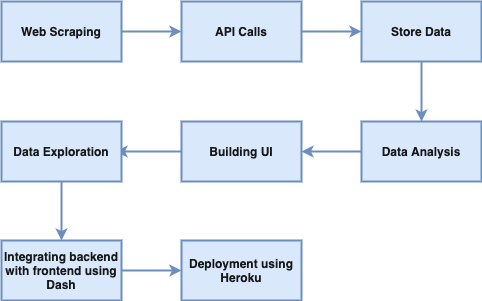 Web Scraping
API Calls
Store Data
Data Exploration
Building UI
Data Analysis
Integrating backend
with frontend using
Dash
Deployment using
Heroku